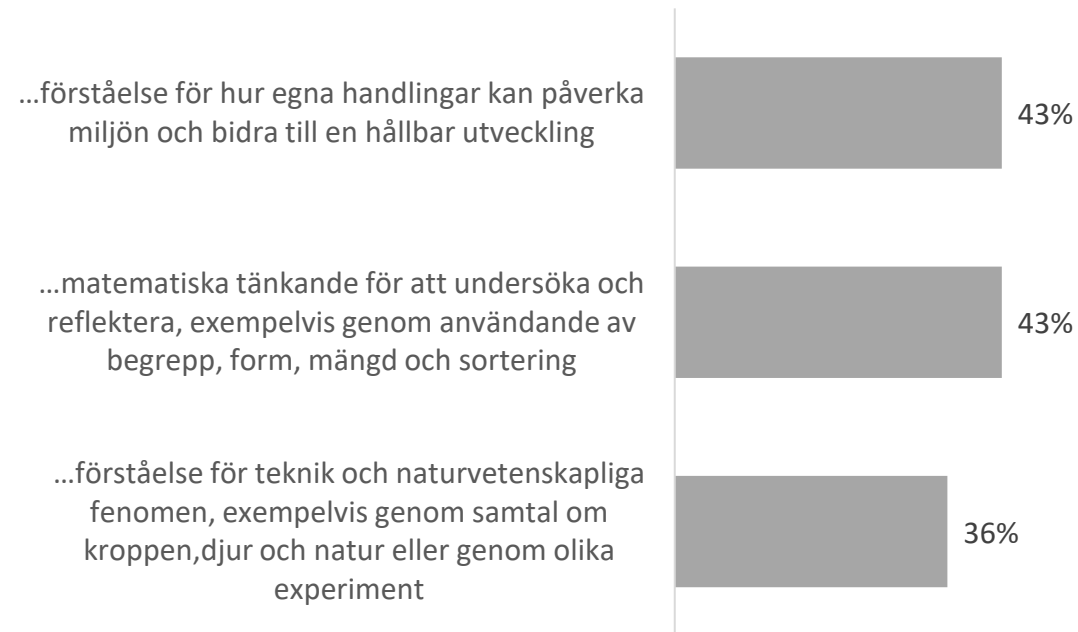 ...förståelse för hur egna handlingar kan påverka
miljön och bidra till en hållbar utveckling
43%
...matematiska tänkande för att undersöka och
reflektera, exempelvis genom användande av
begrepp, form, mängd och sortering
43%
...förståelse för teknik och naturvetenskapliga
fenomen, exempelvis genom samtal om
kroppen,djur och natur eller genom olika
experiment
36%